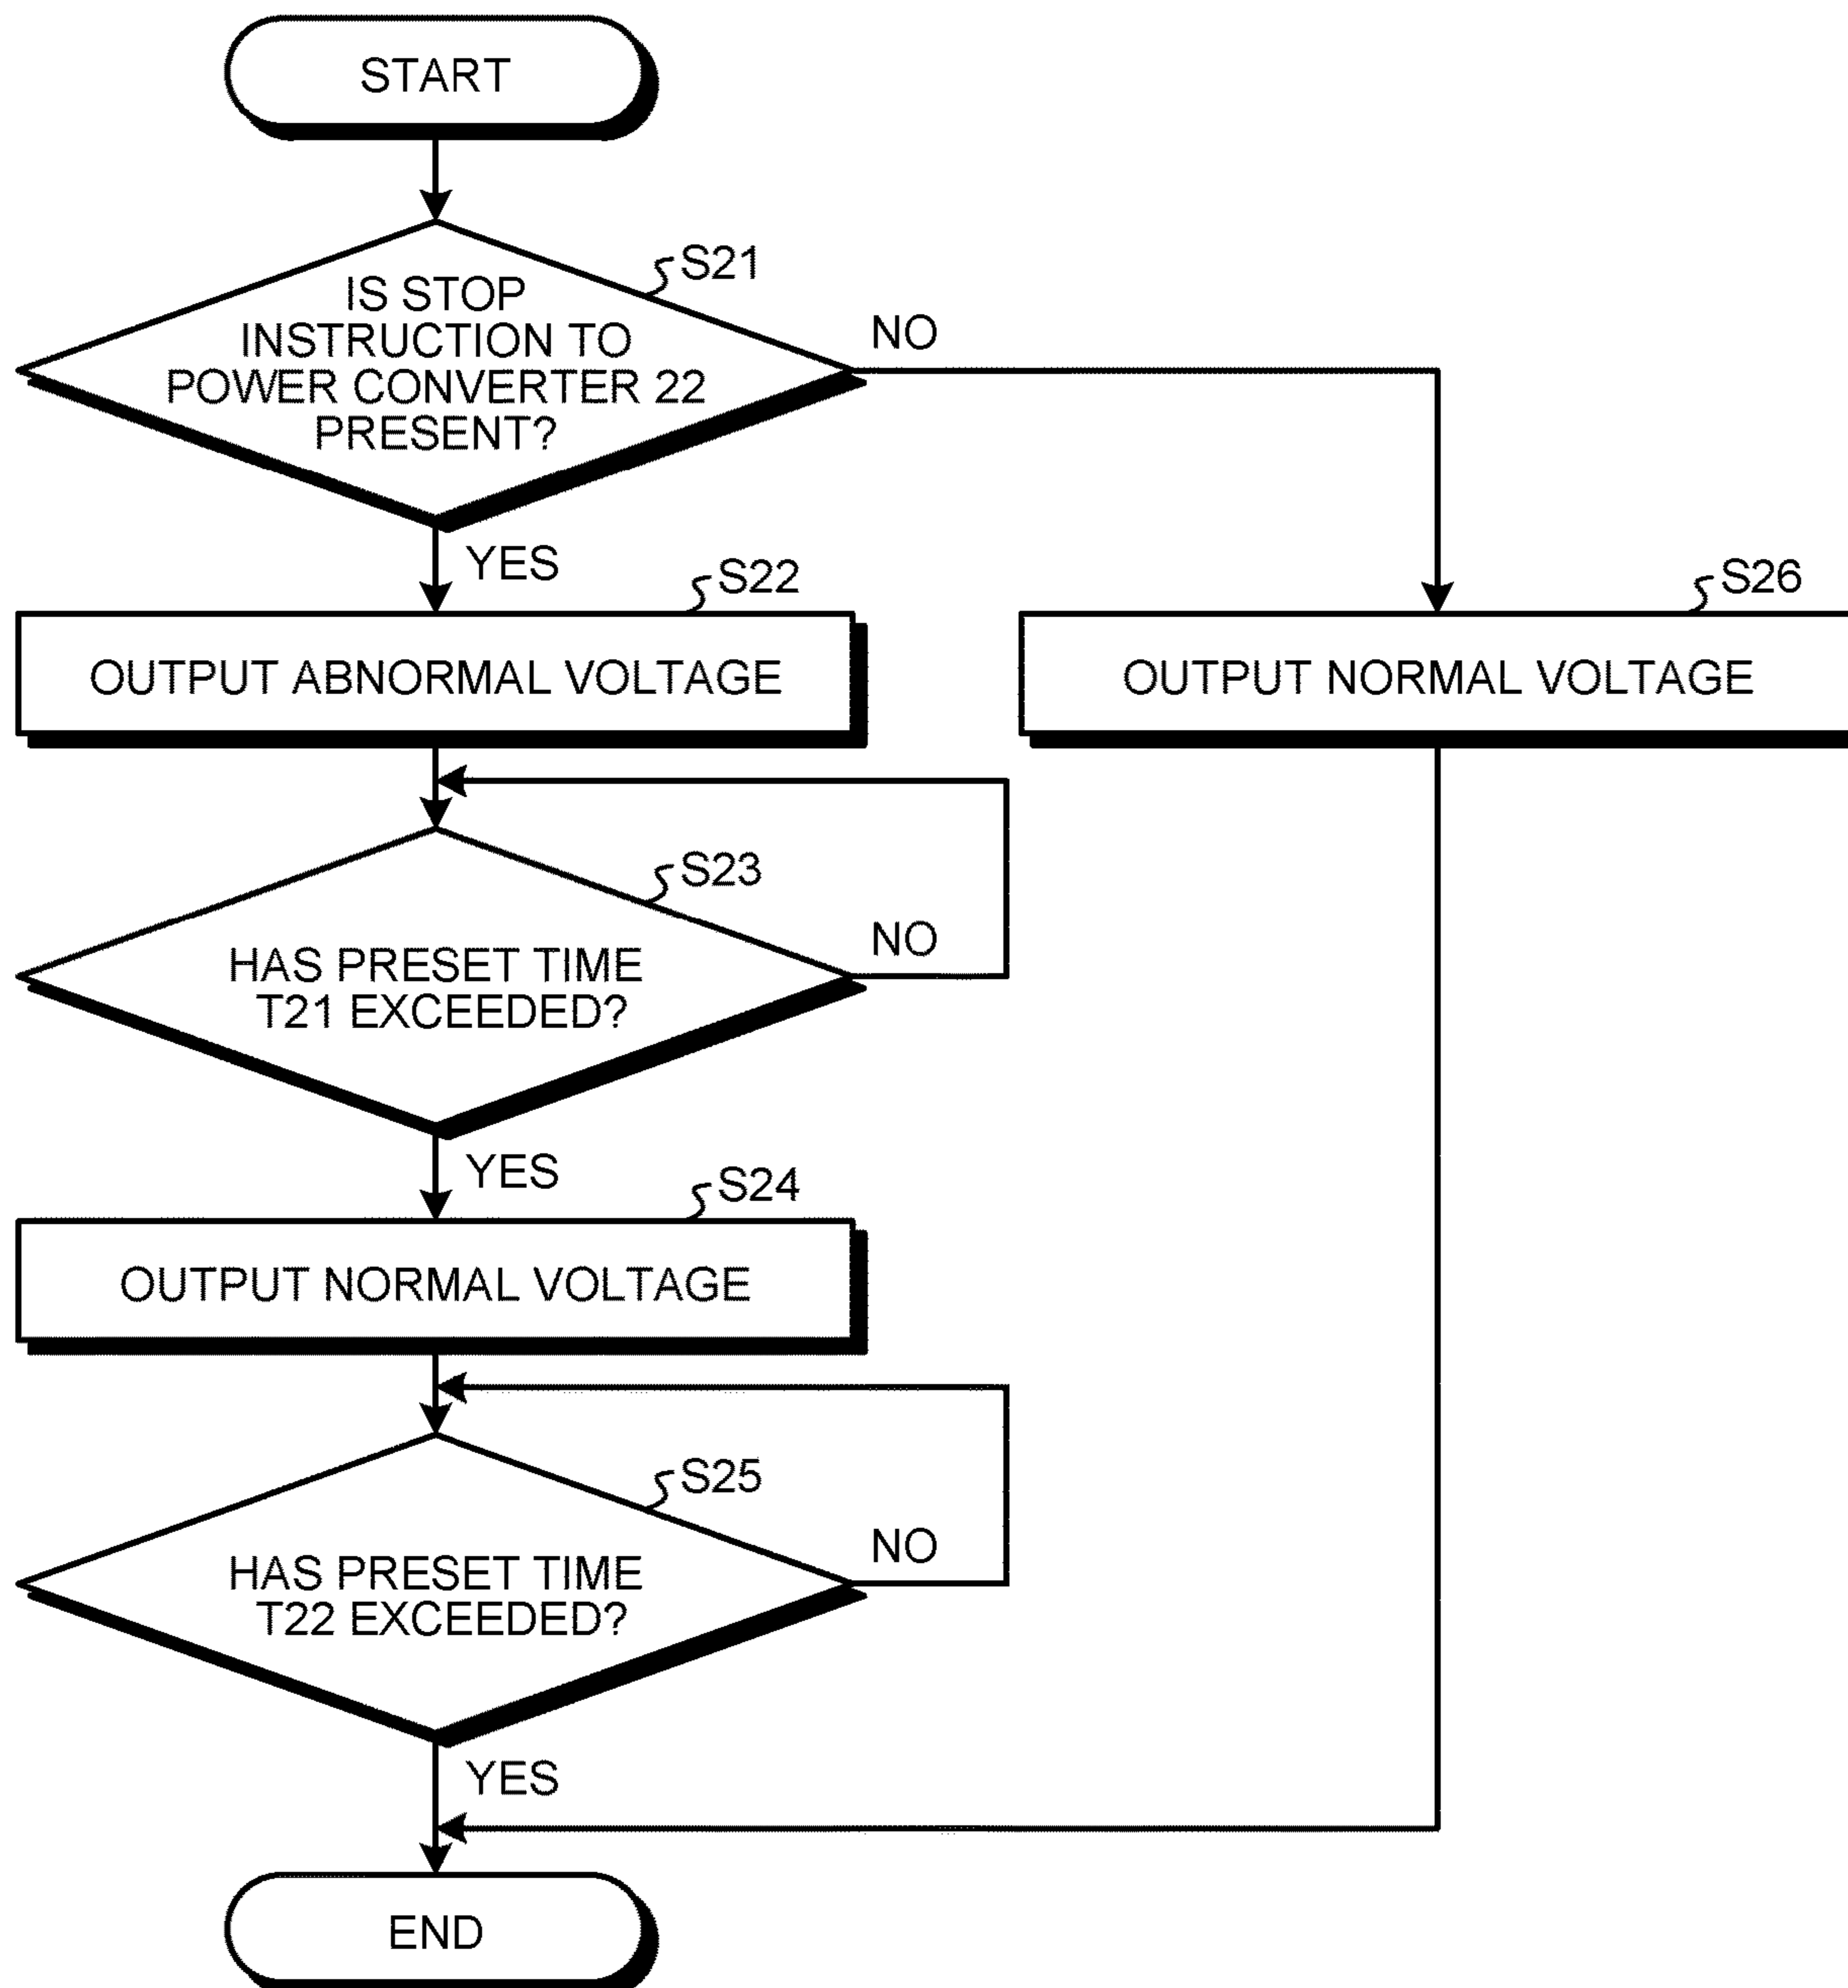 START
S21
IS STOP
INSTRUCTION TO
POWER CONVERTER 22
PRESENT?
NO
YES
S22
OUTPUT ABNORMAL VOLTAGE
S26
OUTPUT NORMAL VOLTAGE
S23
HAS PRESET TIME
T21 EXCEEDED?
NO
YES
S24
OUTPUT NORMAL VOLTAGE
S25
HAS PRESET TIME
T22 EXCEEDED?
NO
YES
END